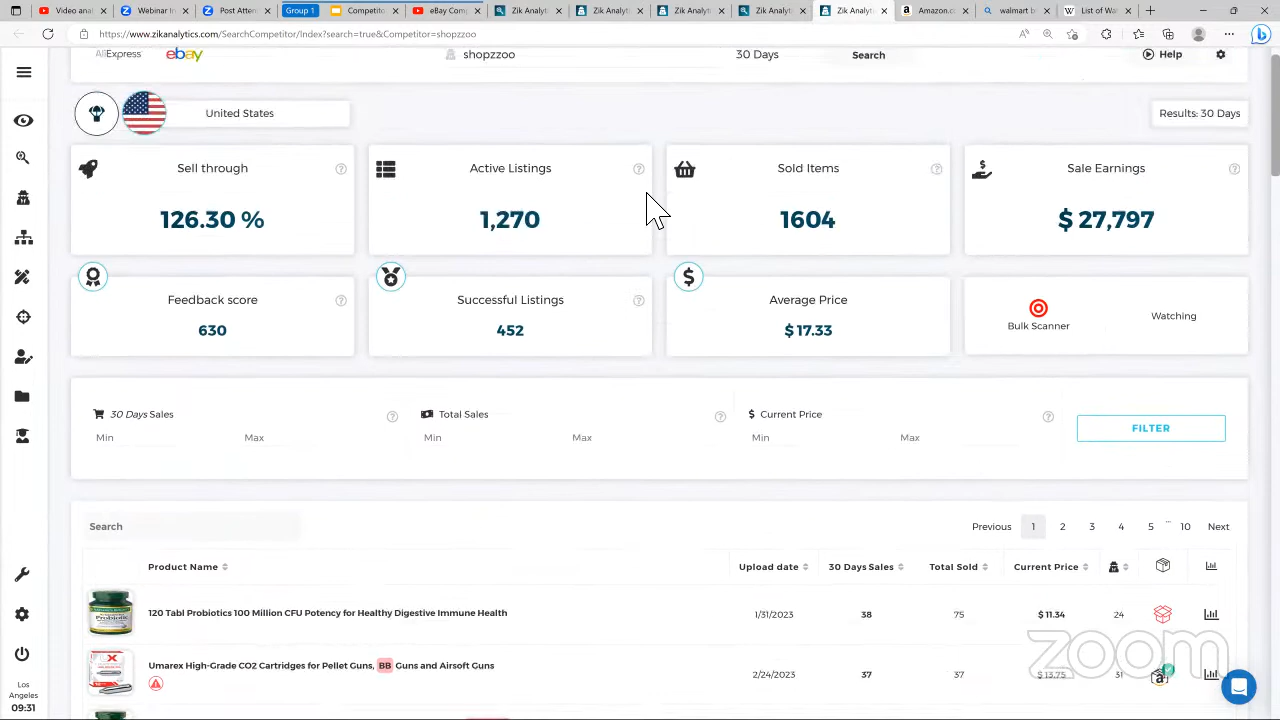 Video analyti
Webinar N
Post Attend
Group 1
Competito
eBay Com
Zik Analyti
Zik Analyti
Zik Analyti
Zik Analyti
Zik Analyti
Amazon.c
smart b
List of W
https://www.zikanalytics.com/SearchCompetitor/Index?search=true&Competitor=shopzzoo
AliExpress ebay shopzzoo 30 Days Search Help
United States Results: 30 Days
Sell through Active Listings Sold Items Sale Earnings
126.30 % 1,270 1604 $ 27,797
Feedback score Successful Listings Average Price
630 452 $ 17.33
Bulk Scanner Watching
30 Days Sales Total Sales Current Price
Min Max Min Max Min Max
FILTER
Search Previous 1 2 3 4 5 ... 10 Next
Product Name Upload date 30 Days Sales Total Sold Current Price
120 Tabl Probiotics 100 Million CFU Potency for Healthy Digestive Immune Health 1/31/2023 38 75 $ 11.34 24
Umarex High-Grade CO2 Cartridges for Pellet Guns, BB Guns and Airsoft Guns 2/24/2023 37 37 $ 13.75 31
Los
Angeles
09:31
zoom